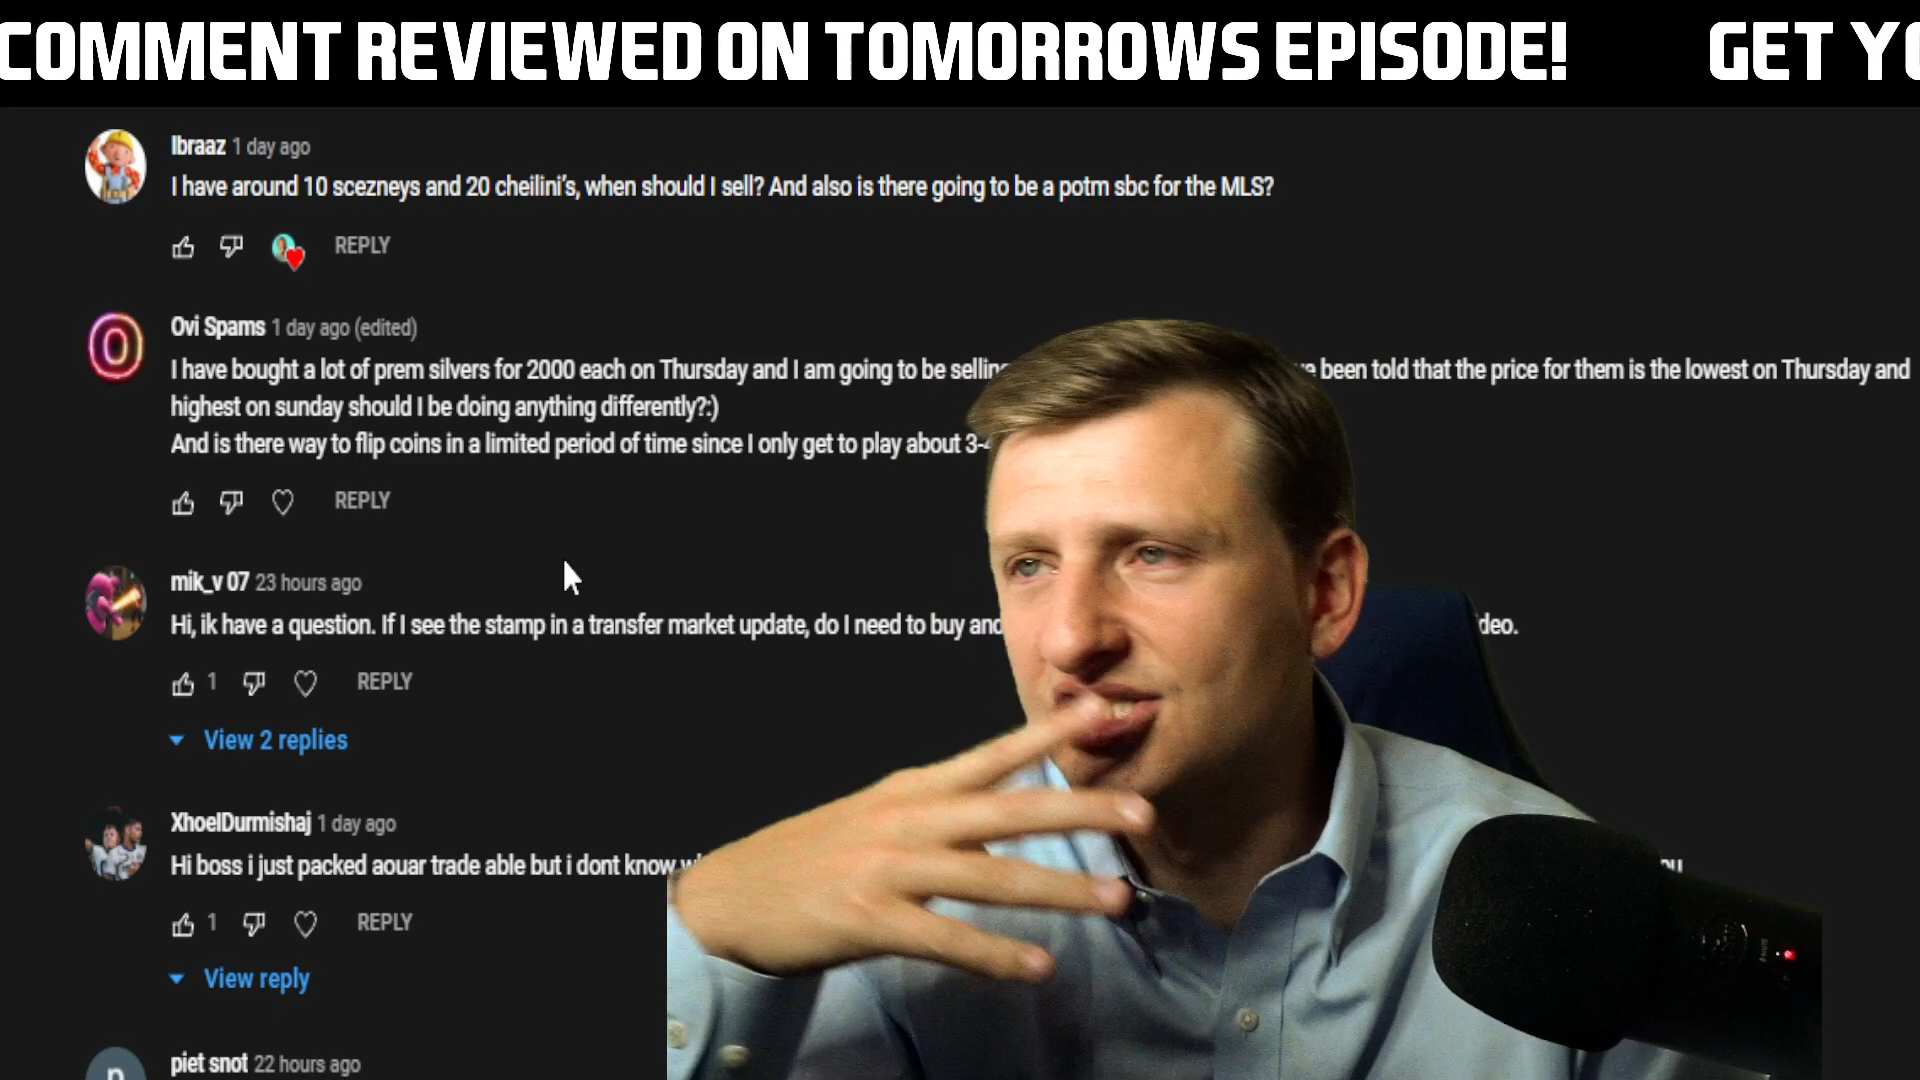 COMMENT REVIEWED ON TOMORROWS EPISODE! GET
Ibraaz 1 day ago
I have around 10 scezneys and 20 cheilini's, when should I sell? And also is there going to be a potm sbc for the MLS?
REPLY
Ovi Spams 1 day ago (edited)
I have bought a lot of prem silvers for 2000 each on Thursday and I am going to be selling been told that the price for them is the lowest on Thursday and
highest on sunday should I be doing anything differently?:)
And is there way to flip coins in a limited period of time since I only get to play about
REPLY
mik_v 07 23 hours ago
Hi, ik have a question. If I see the stamp in a transfer market update, do I need to buy and
1 REPLY
View 2 replies
XhoelDurmishaj 1 day ago
Hi boss i just packed aouar trade able but i dont know
1 REPLY
View reply
piet snot 22 hours ago